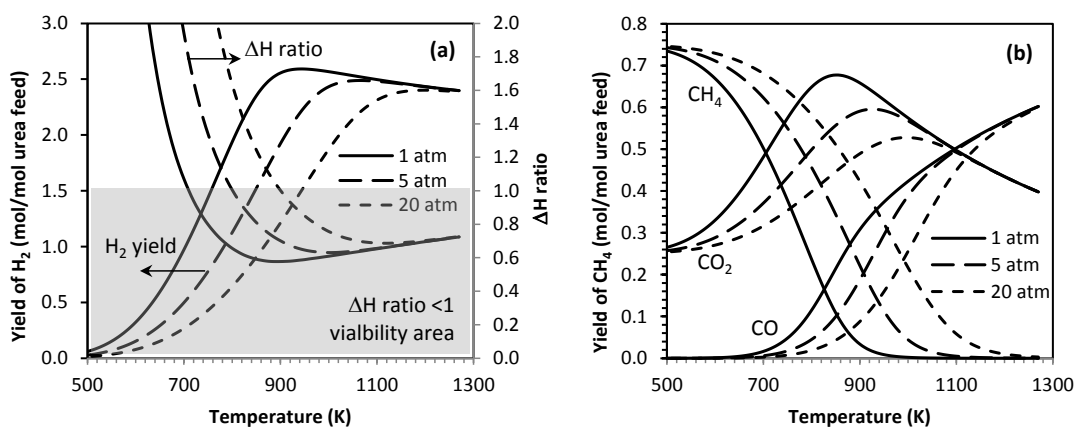 (a)
ΔH ratio
1 atm
5 atm
20 atm
H2 yield
ΔH ratio <1
vialbility area
Yield of H2 (mol/mol urea feed)
0.0
0.5
1.0
1.5
2.0
2.5
3.0
ΔH ratio
0.0
0.2
0.4
0.6
0.8
1.0
1.2
1.4
1.6
1.8
2.0
500
700
900
1100
1300
Temperature (K)
(b)
CH4
CO2
CO
1 atm
5 atm
20 atm
Yield of CH4 (mol/mol urea feed)
0.0
0.1
0.2
0.3
0.4
0.5
0.6
0.7
0.8
500
700
900
1100
1300
Temperature (K)